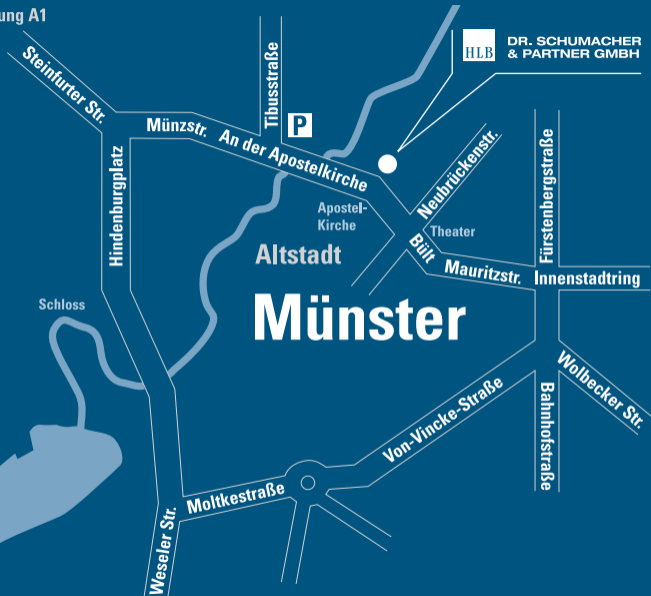 ung A1
HLB
DR. SCHUMACHER
& PARTNER GMBH
Steinfurter Str.
Tibusstraße
P
Münzstr.
An der Apostelkirche
Neubrückenstr.
Fürstenbergstraße
Hindenburgplatz
Apostel-
Kirche
Theater
Bült
Altstadt
Mauritzstr.
Innenstadtring
Schloss
Münster
Wolbecker Str.
Von-Vincke-Straße
Bahnhofstraße
Moltkestraße
Weseler Str.